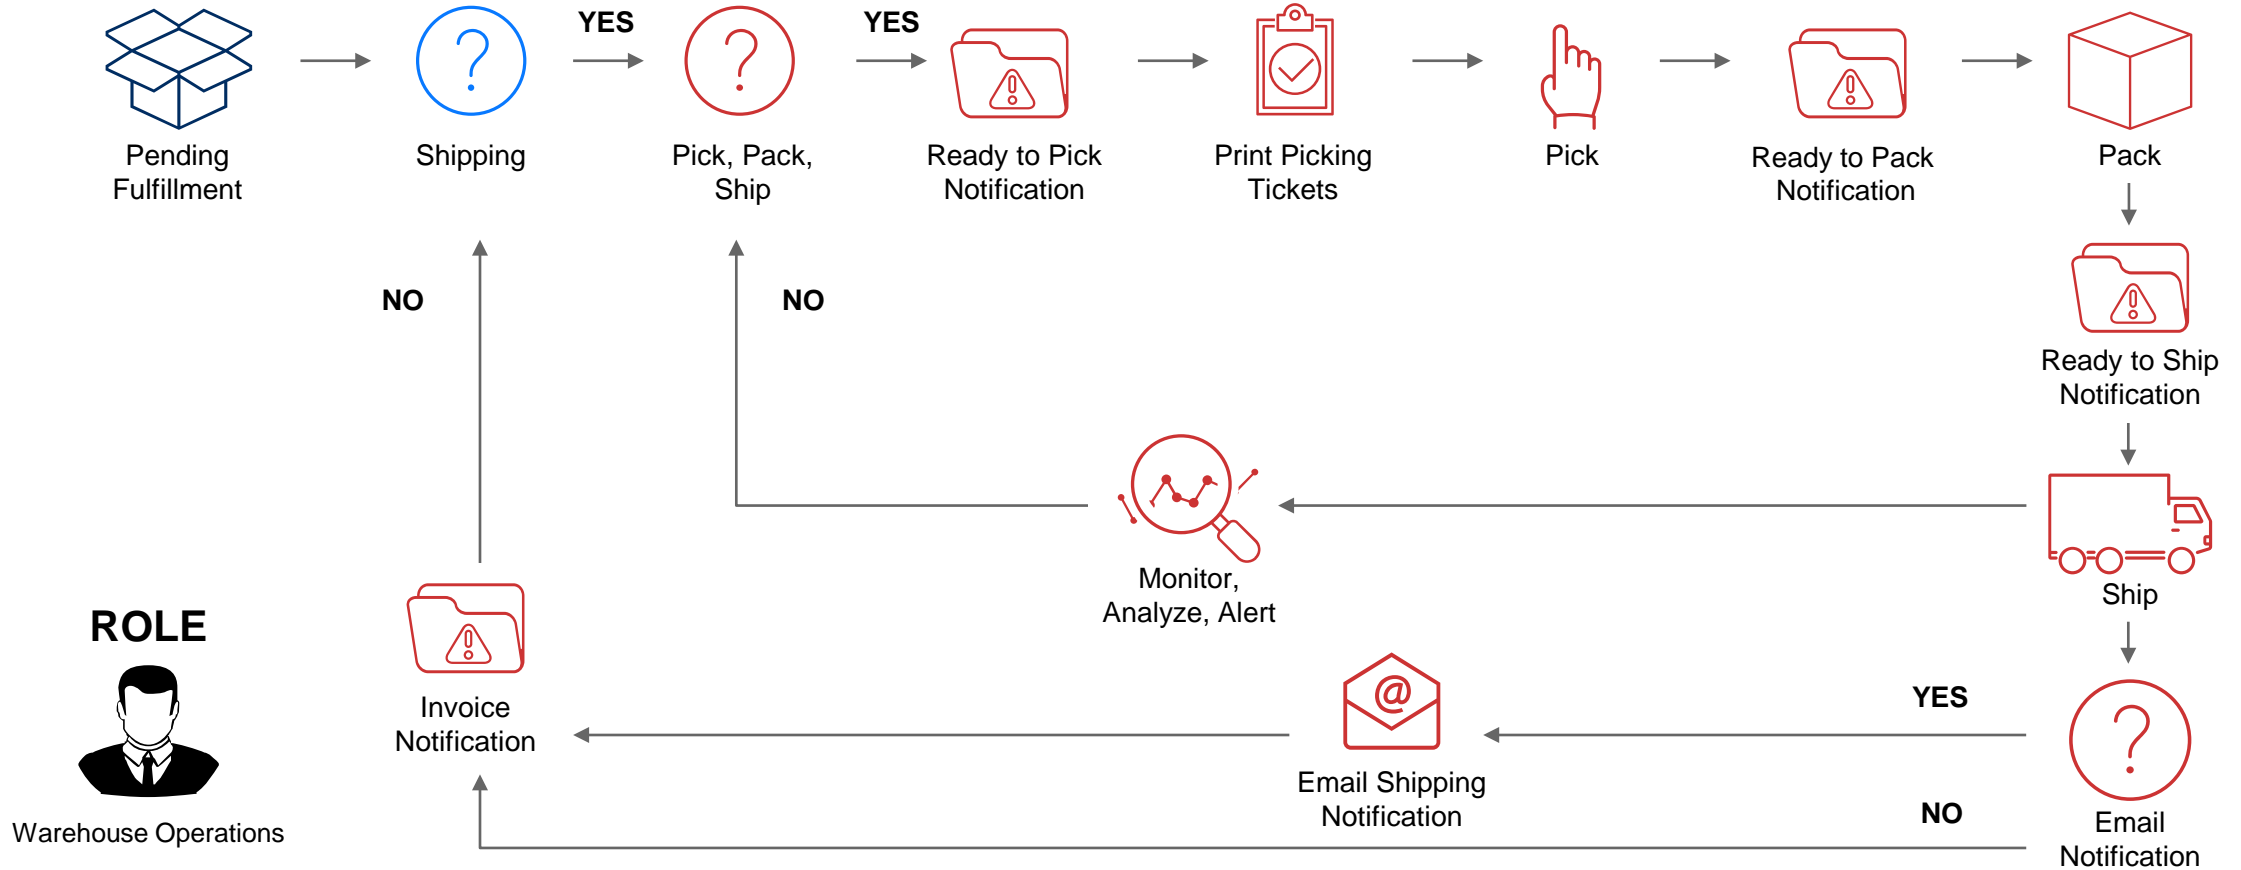 YES
YES
Pending
Fulfillment
Shipping
Pick, Pack,
Ship
Ready to Pick
Notification
Print Picking
Tickets
Pick
Ready to Pack
Notification
Pack
NO
NO
Ready to Ship
Notification
Monitor,
Analyze, Alert
Ship
ROLE
Warehouse Operations
Invoice
Notification
@
Email Shipping
Notification
YES
NO
Email
Notification